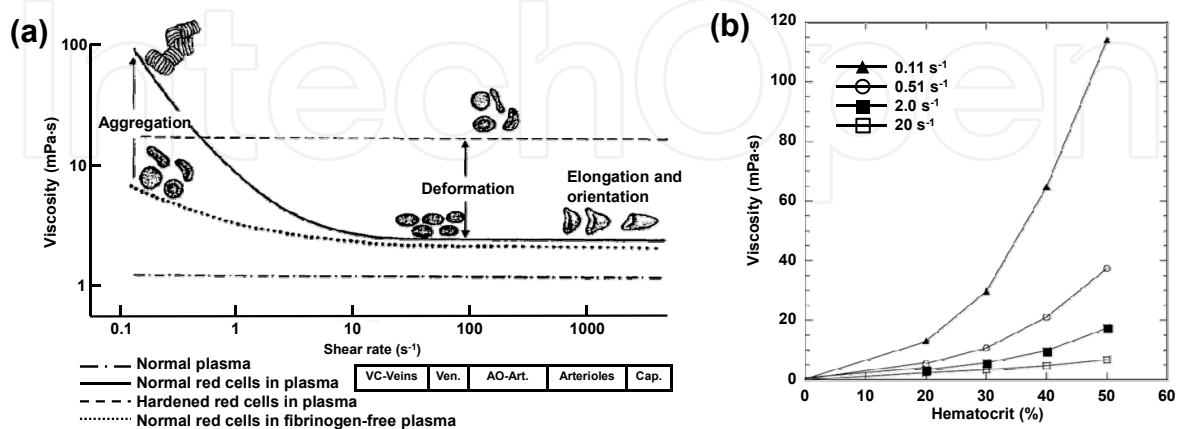 IntechOpen
(a)
100
10
1
Viscosity (mPa·s)
Aggregation
Deformation
Elongation and
orientation
0.1 1 10 100 1000
Shear rate (s-1)
Normal plasma
Normal red cells in plasma
Hardened red cells in plasma
Normal red cells in fibrinogen-free plasma
VC-Veins Ven. AO-Art. Arterioles Cap.
(b)
120
100
80
60
40
20
0
Viscosity (mPa·s)
0.11 s-1
0.51 s-1
2.0 s-1
20 s-1
0 10 20 30 40 50 60
Hematocrit (%)